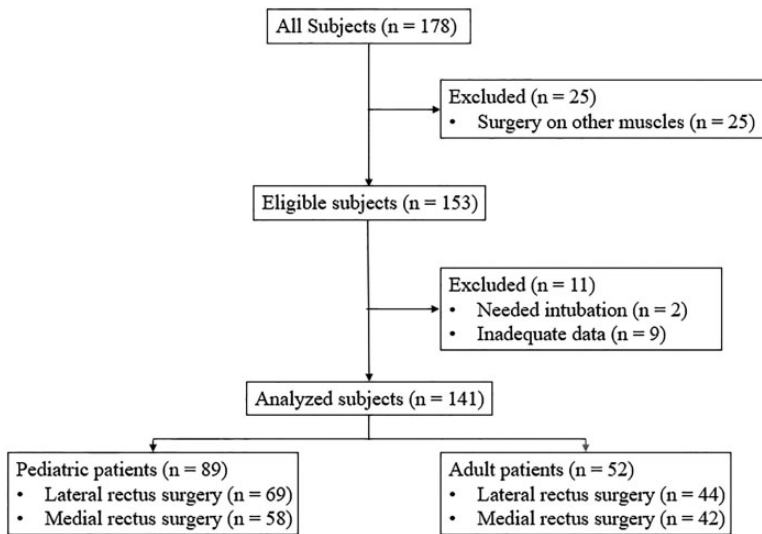 All Subjects (n = 178)
Excluded (n = 25)
• Surgery on other muscles (n = 25)
Eligible subjects (n = 153)
Excluded (n = 11)
• Needed intubation (n = 2)
• Inadequate data (n = 9)
Analyzed subjects (n = 141)
Pediatric patients (n = 89)
• Lateral rectus surgery (n = 69)
• Medial rectus surgery (n = 58)
Adult patients (n = 52)
• Lateral rectus surgery (n = 44)
• Medial rectus surgery (n = 42)